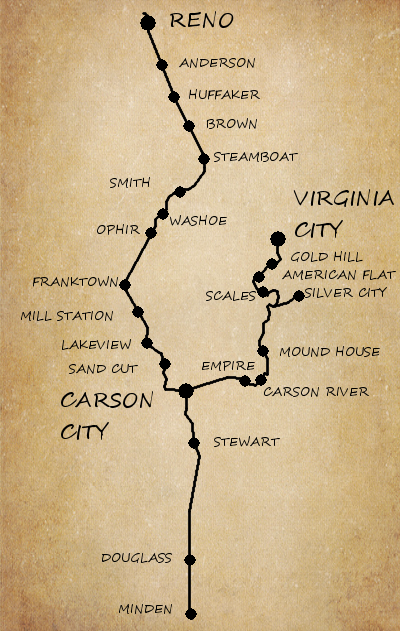 RENO
ANDERSON
HUFFAKER
BROWN
STEAMBOAT
SMITH
WASHOE
OPHIR
VIRGINIA
CITY
GOLD HILL
AMERICAN FLAT
SCALES
SILVER CITY
FRANKTOWN
MILL STATION
LAKEVIEW
SAND CUT
MOUND HOUSE
EMPIRE
CARSON RIVER
CARSON
CITY
STEWART
DOUGLASS
MINDEN